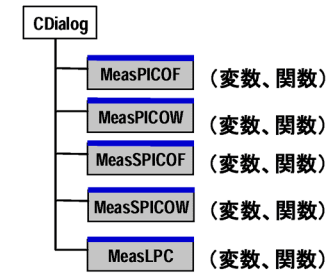 CDialog
MeasPICOF （変数、関数）
MeasPICOW （変数、関数）
MeasSPICOF （変数、関数）
MeasSPICOW （変数、関数）
MeasLPC （変数、関数）